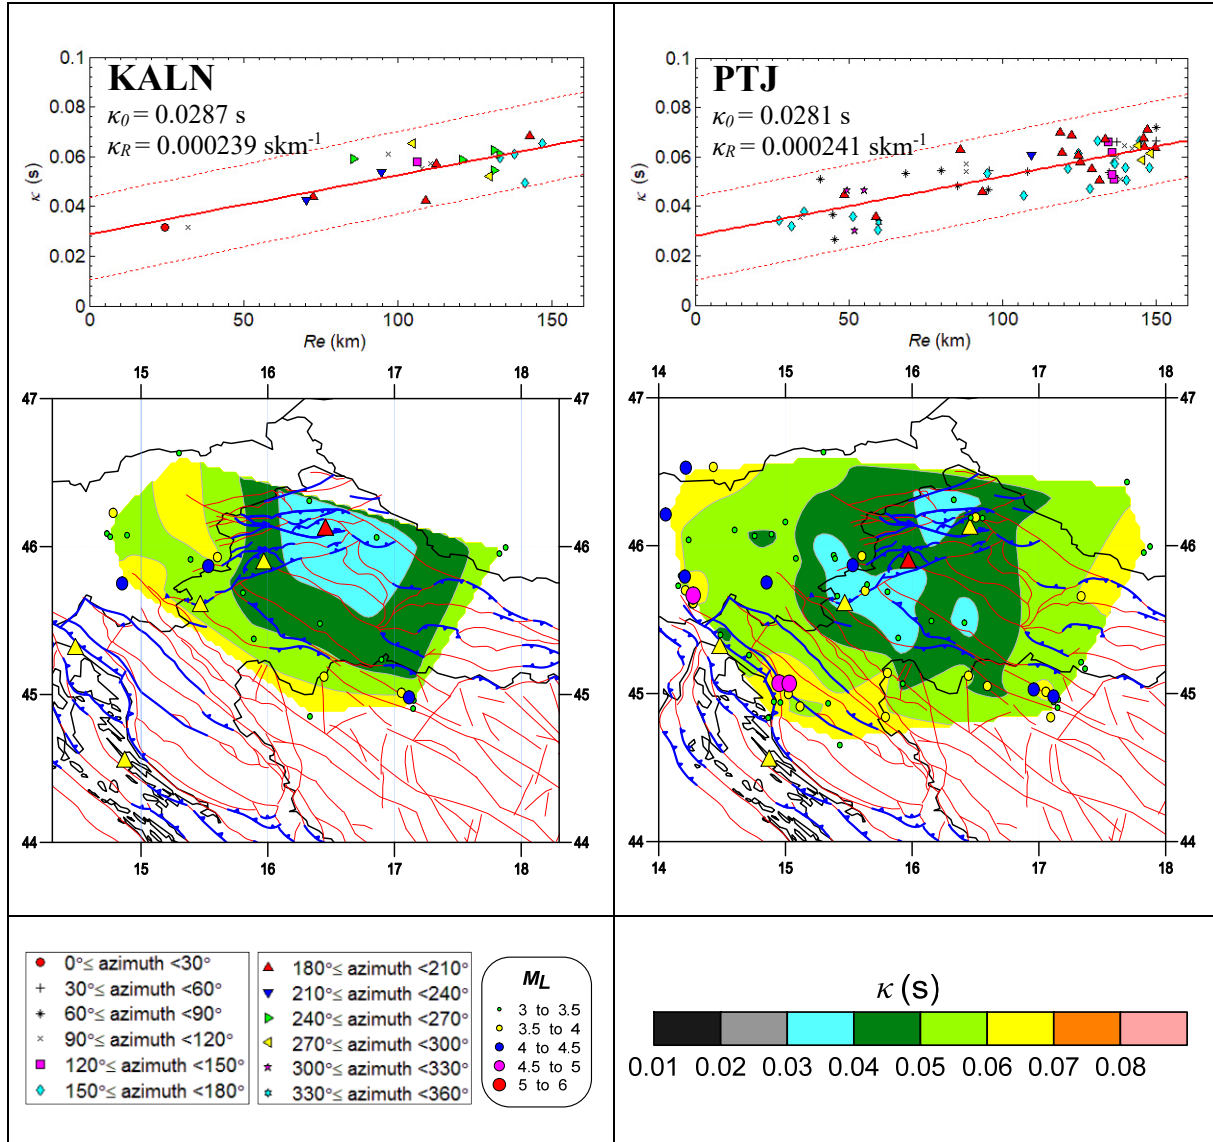 KALN
κ0 = 0.0287 s
κR = 0.000239 skm-1
0.1
0.08
0.06
0.04
0.02
0
κ (s)
0 50 100 150
Re (km)
15 16 17 18
47 47
46 46
45 45
44 44
15 16 17 18
PTJ
κ0 = 0.0281 s
κR = 0.000241 skm-1
0.1
0.08
0.06
0.04
0.02
0
κ (s)
0 50 100 150
Re (km)
14 15 16 17 18
47 47
46 46
45 45
44 44
14 15 16 17 18
0°≤ azimuth <30°
30°≤ azimuth <60°
60°≤ azimuth <90°
90°≤ azimuth <120°
120°≤ azimuth <150°
150°≤ azimuth <180°
180°≤ azimuth <210°
210°≤ azimuth <240°
240°≤ azimuth <270°
270°≤ azimuth <300°
300°≤ azimuth <330°
330°≤ azimuth <360°
ML
3 to 3.5
3.5 to 4
4 to 4.5
4.5 to 5
5 to 6
κ (s)
0.01 0.02 0.03 0.04 0.05 0.06 0.07 0.08